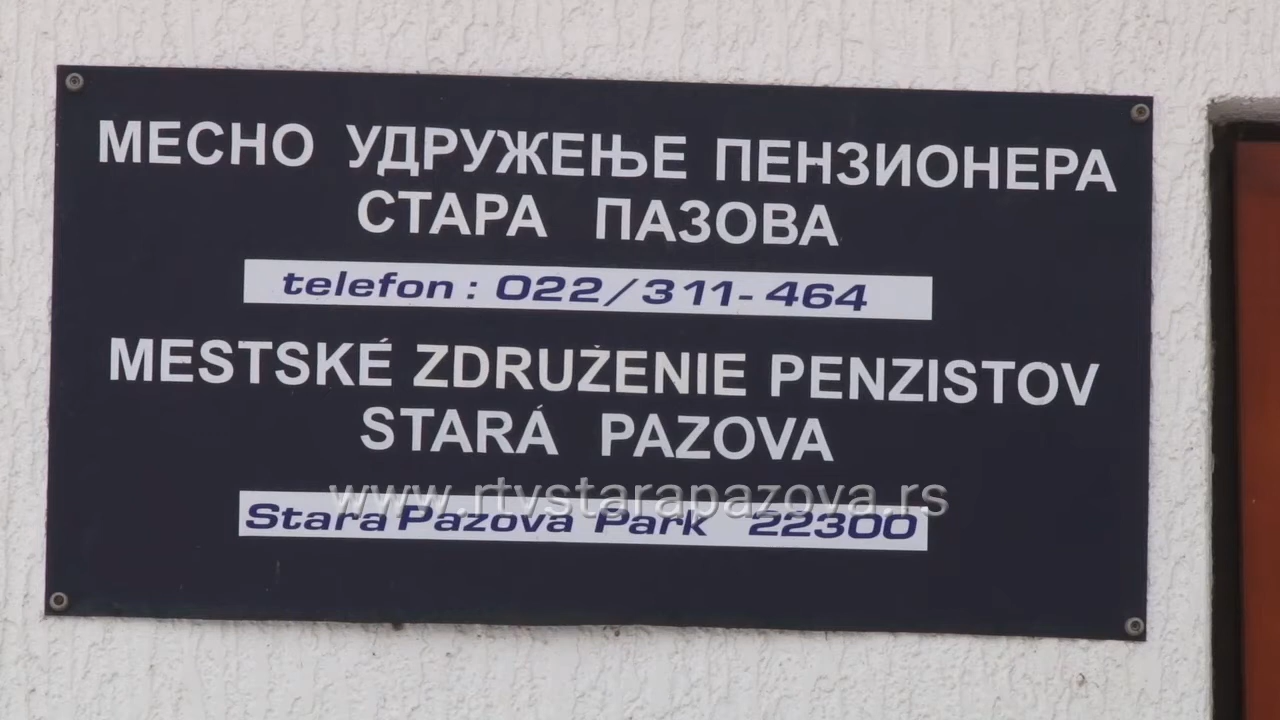 МЕСНО УДРУЖЕЊЕ ПЕНЗИОНЕРА
СТАРА ПАЗОВА
telefon : 022/311-464
MESTSKÉ ZDRUŽENIE PENZISTOV
STARÁ PAZOVA
www.rtvstarapazova.rs
Stara Pazova Park 22300